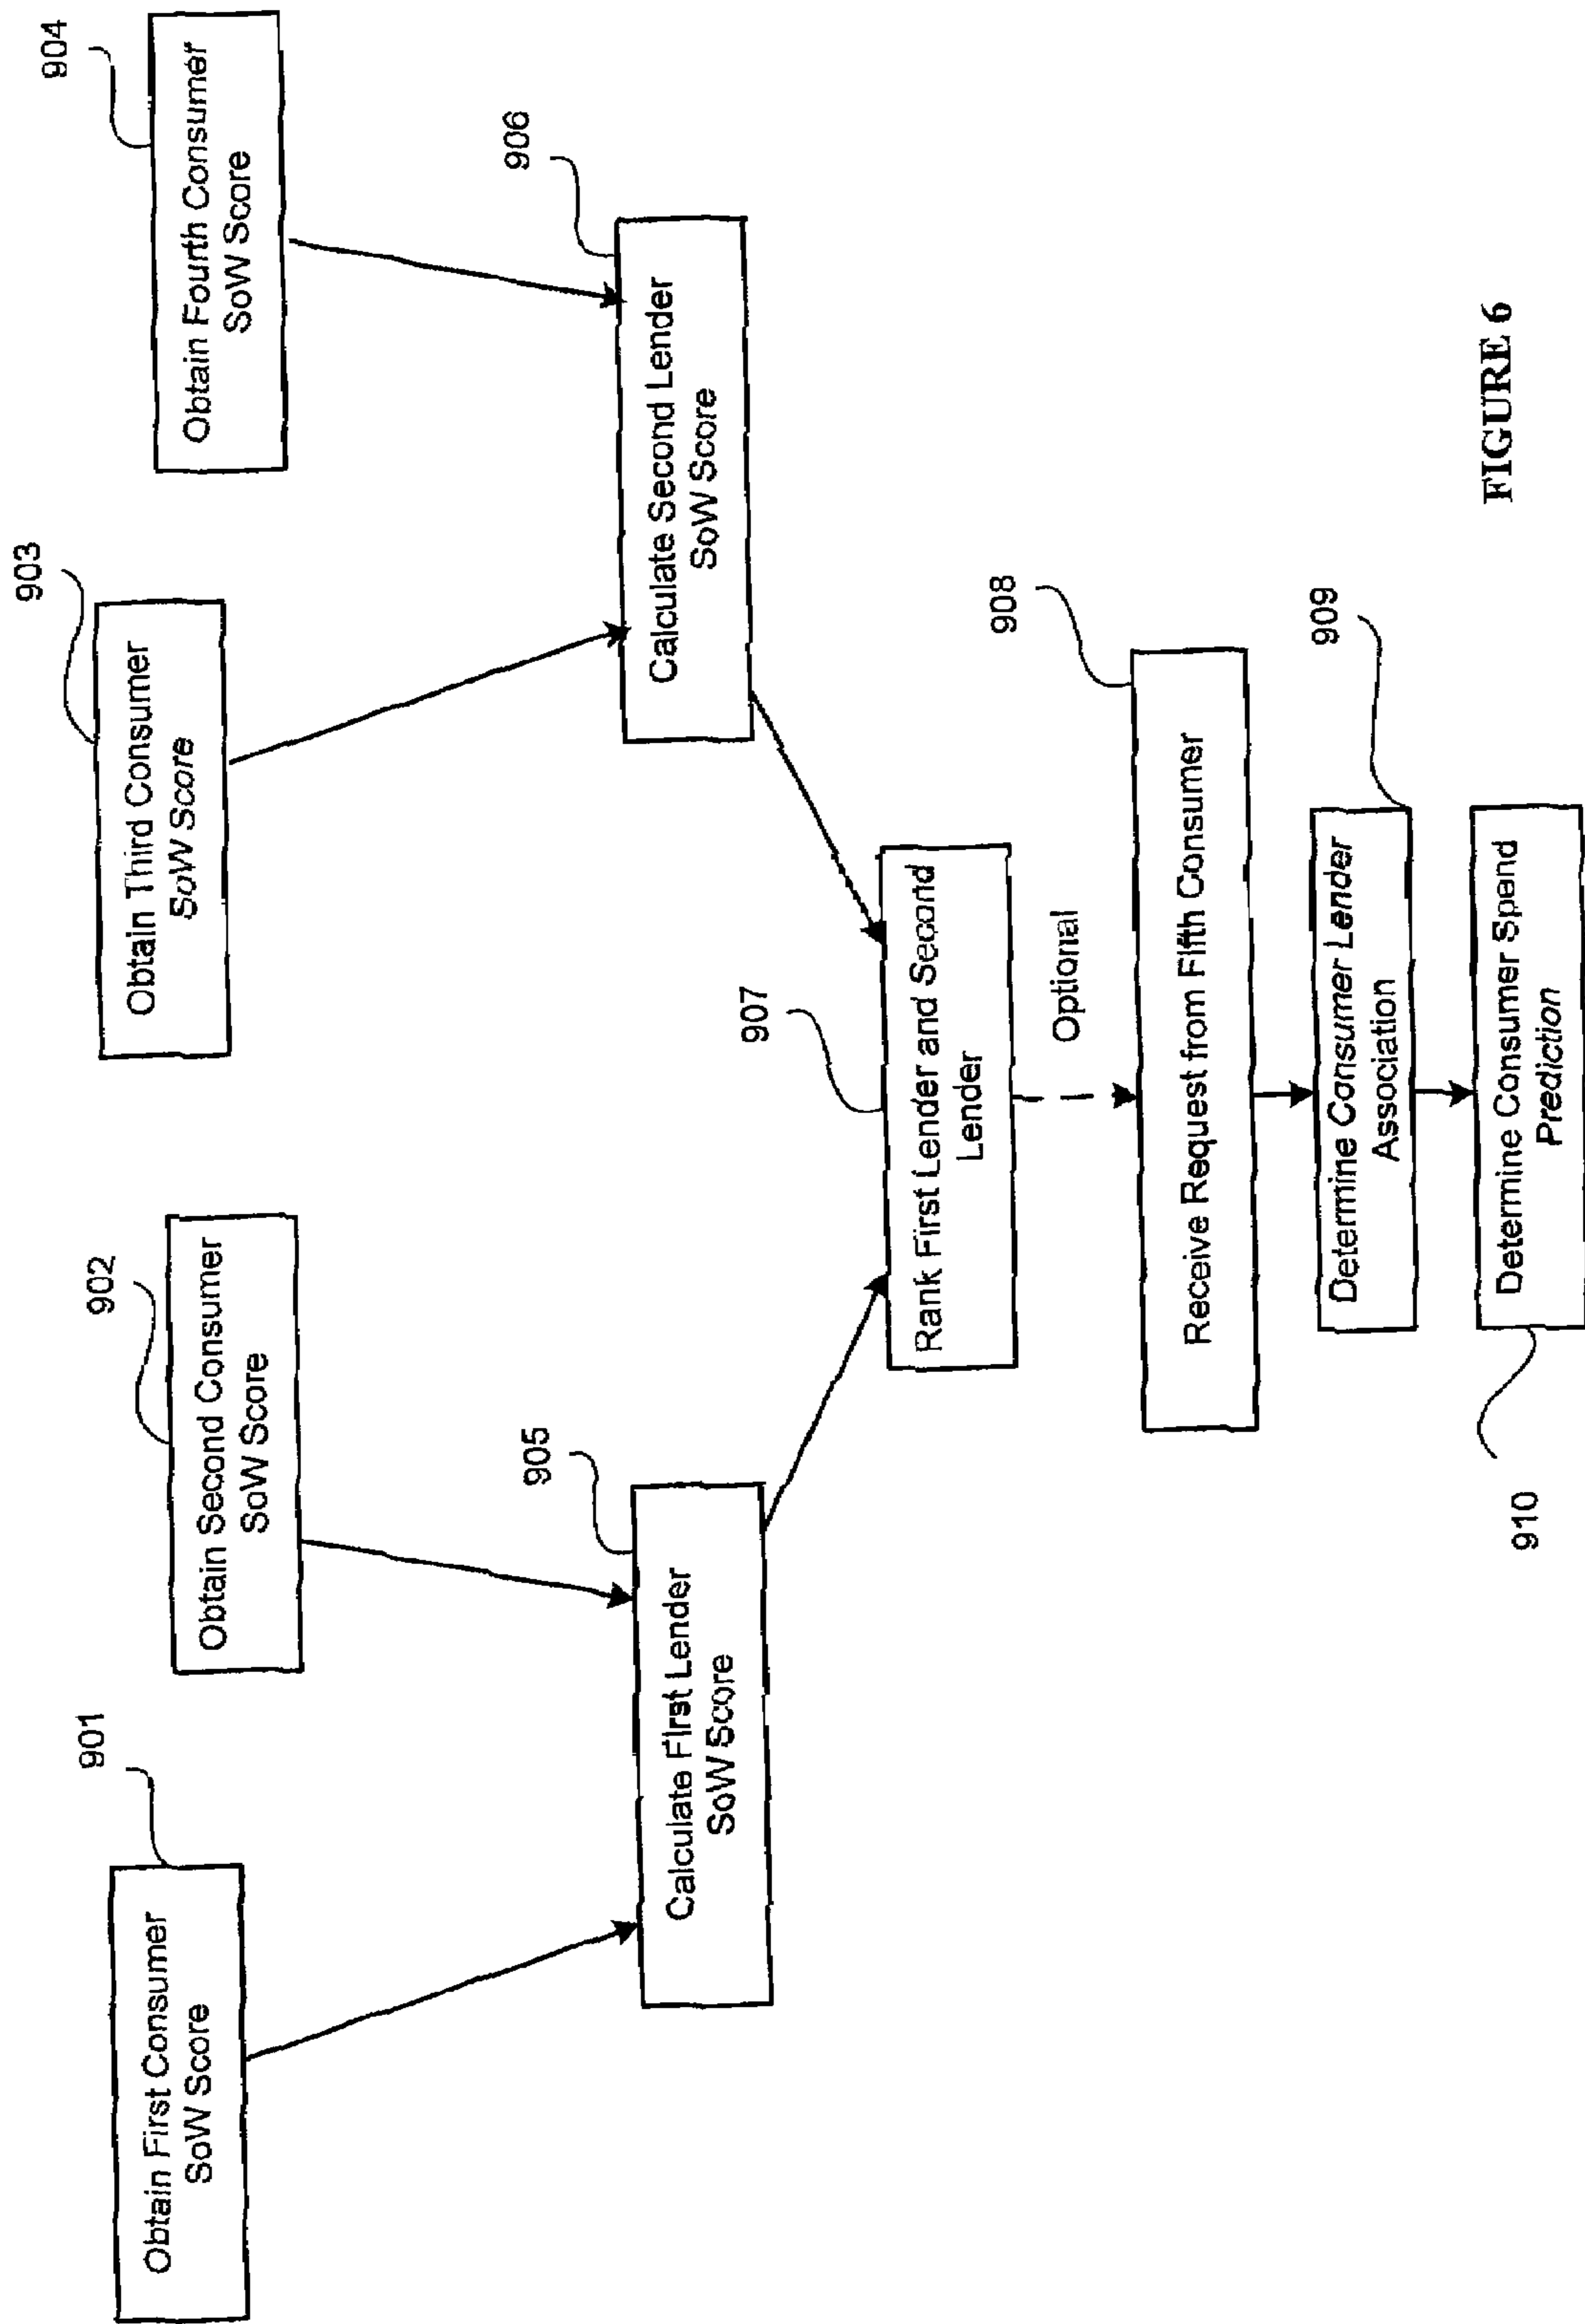 901
Obtain First Consumer
SoW Score
902
Obtain Second Consumer
SoW Score
903
Obtain Third Consumer
SoW Score
904
Obtain Fourth Consumer
SoW Score
905
Calculate First Lender
SoW Score
906
Calculate Second Lender
SoW Score
907
Rank First Lender and Second
Lender
Optional
908
Receive Request from Fifth Consumer
909
Determine Consumer Lender
Association
910
Determine Consumer Spend
Prediction
FIGURE 6